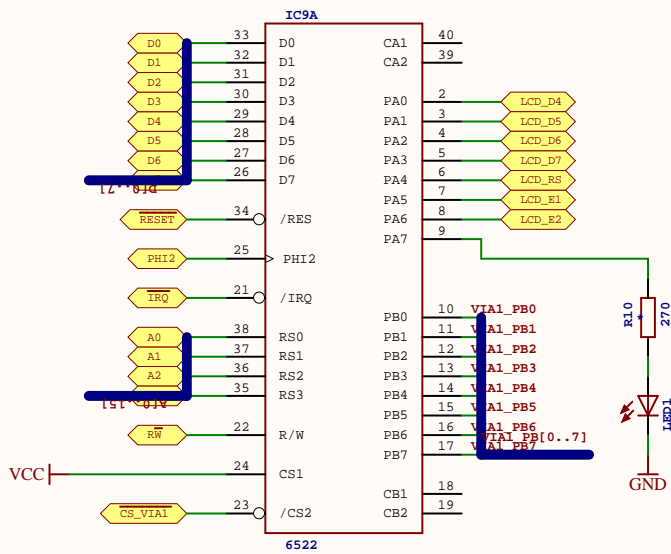 IC9A
D0 33 D0 CA1 40
D1 32 D1 CA2 39
D2 31 D2
D3 30 D3 PA0 2 LCD_D4
D4 29 D4 PA1 3 LCD_D5
D5 28 D5 PA2 4 LCD_D6
D6 27 D6 PA3 5 LCD_D7
26 D7 PA4 6 LCD_RS
D[0..7]
PA5 7 LCD_E1
RESET 34 /RES PA6 8 LCD_E2
PA7 9
PHI2 25 PHI2
IRQ 21 /IRQ
R10 * 270
PB0 10 VIA1_PB0
A0 38 RS0 PB1 11 VIA1_PB1
A1 37 RS1 PB2 12 VIA1_PB2
A2 36 RS2 PB3 13 VIA1_PB3
35 RS3 PB4 14 VIA1_PB4
A[0..15]
PB5 15 VIA1_PB5
LED1
RW 22 R/W PB6 16 VIA1_PB6
VIA1_PB[0..7]
PB7 17 VIA1_PB7
VCC 24 CS1
GND
CB1 18
CS_VIA1 23 /CS2 CB2 19
6522